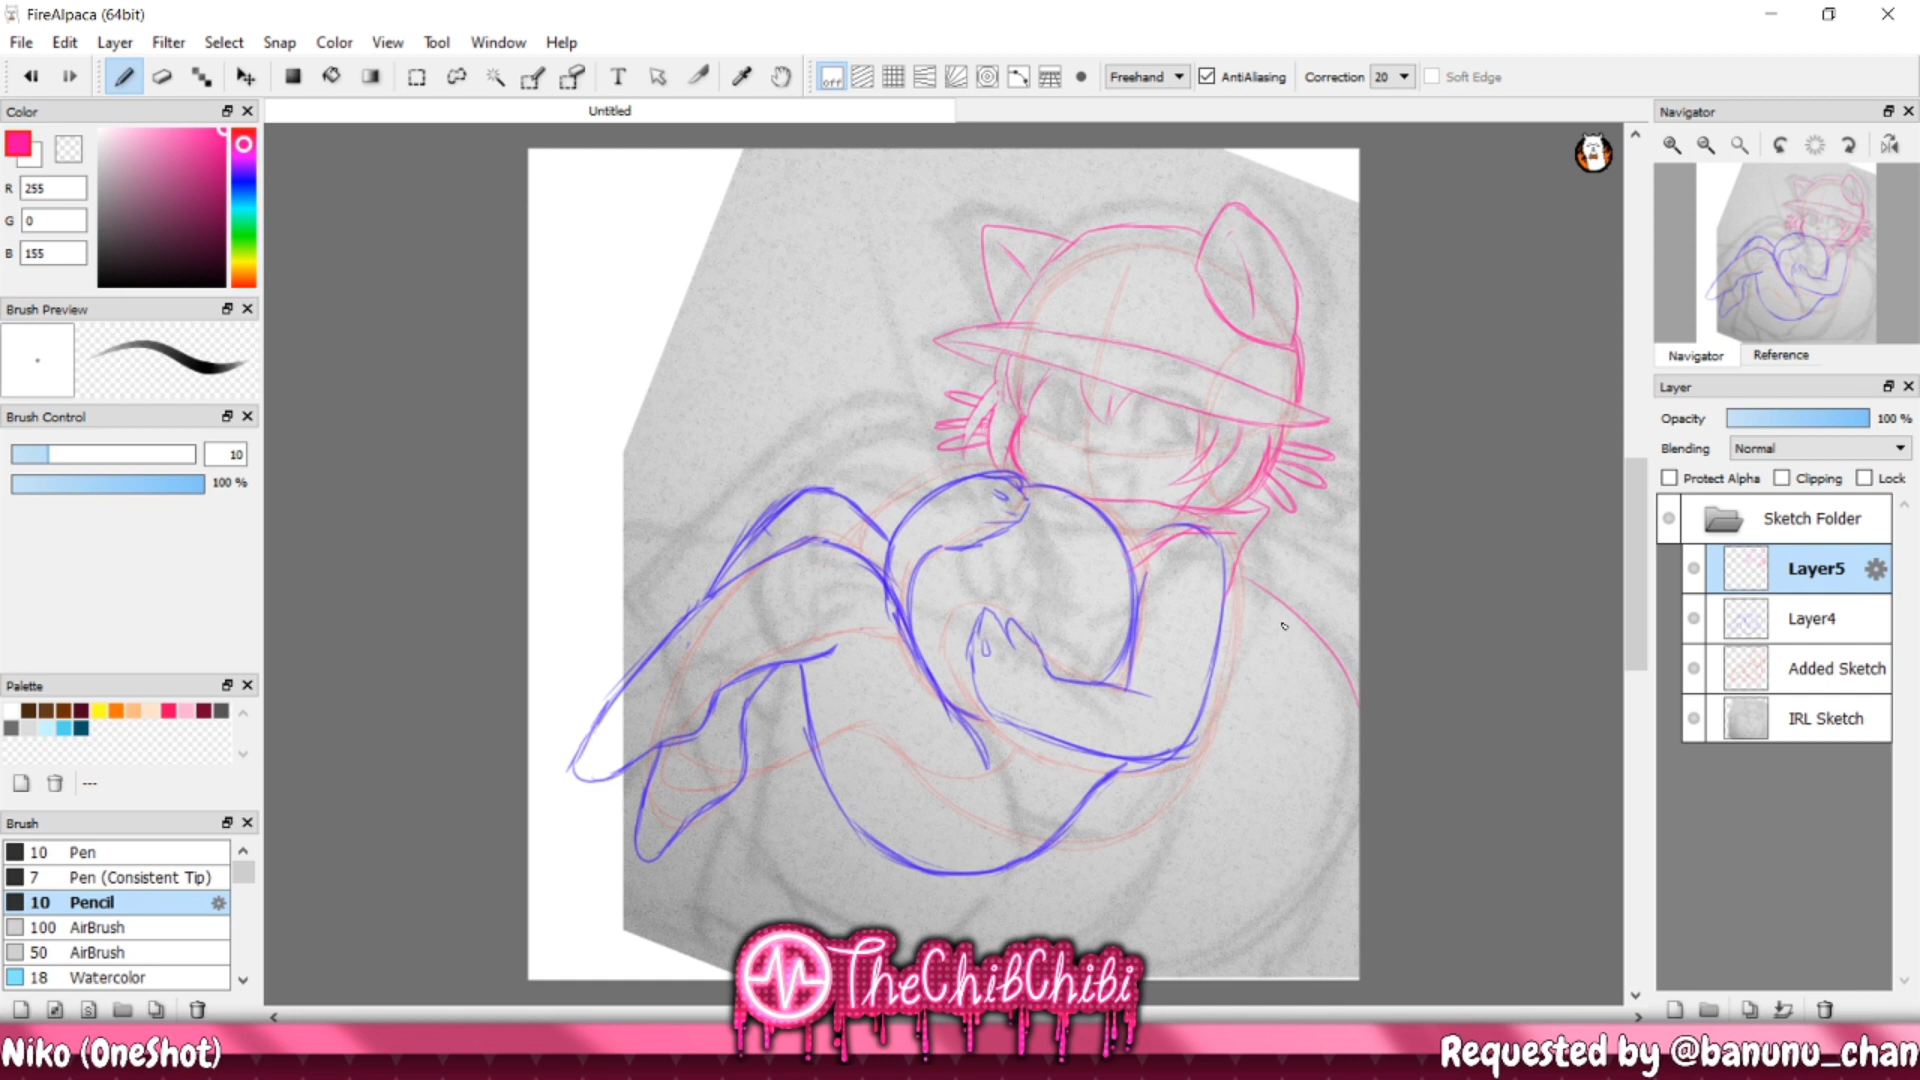 FireAlpaca (64bit)
File Edit Layer Filter Select Snap Color View Tool Window Help
off Freehand AntiAliasing Correction 20 Soft Edge
Color
Untitled
Navigator
R 255
G 0
B 155
Brush Preview
Navigator Reference
Layer
Brush Control
Opacity 100 %
10
Blending Normal
100 %
Protect Alpha Clipping Lock
Sketch Folder
Layer5
Layer4
Added Sketch
IRL Sketch
Palette
---
Brush
10 Pen
7 Pen (Consistent Tip)
10 Pencil
100 AirBrush
50 AirBrush
18 Watercolor
TheChibChibi
Niko (OneShot)
Requested by @banunu_chan